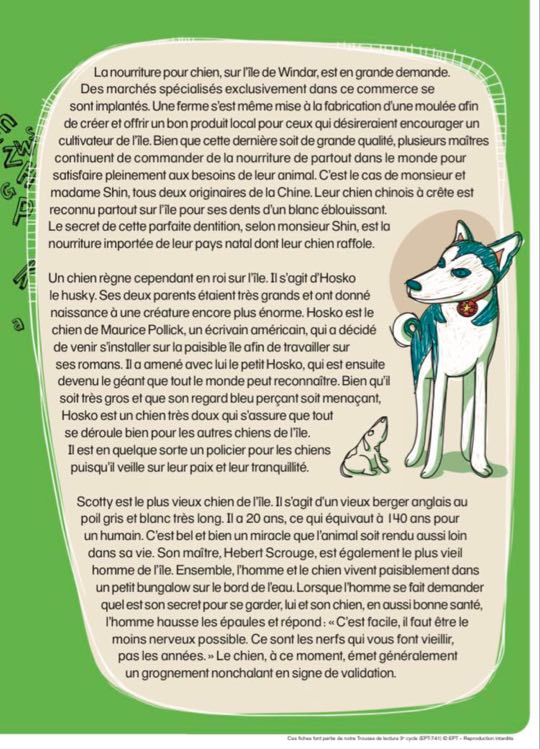 La nourriture pour chien, sur l'île de Windar, est en grande demande.
Des marchés spécialisés exclusivement dans ce commerce se
sont implantés. Une ferme s'est même mise à la fabrication d'une moulée afin
de créer et offrir un bon produit local pour ceux qui désireraient encourager un
cultivateur de l'île. Bien que cette dernière soit de grande qualité, plusieurs maîtres
continuent de commander de la nourriture de partout dans le monde pour
satisfaire pleinement aux besoins de leur animal. C'est le cas de monsieur et
madame Shin, tous deux originaires de la Chine. Leur chien chinois à crête est
reconnu partout sur l'île pour ses dents d'un blanc éblouissant.
Le secret de cette parfaite dentition, selon monsieur Shin, est la
nourriture importée de leur pays natal dont leur chien raffole.
Un chien règne cependant en roi sur l'île. Il s'agit d'Hosko
le husky. Ses deux parents étaient très grands et ont donné
naissance à une créature encore plus énorme. Hosko est le
chien de Maurice Pollick, un écrivain américain, qui a décidé
de venir s'installer sur la paisible île afin de travailler sur
ses romans. Il a amené avec lui le petit Hosko, qui est ensuite
devenu le géant que tout le monde peut reconnaître. Bien qu'il
soit très gros et que son regard bleu perçant soit menaçant,
Hosko est un chien très doux qui s'assure que tout
se déroule bien pour les autres chiens de l'île.
Il est en quelque sorte un policier pour les chiens
puisqu'il veille sur leur paix et leur tranquillité.
Scotty est le plus vieux chien de l'île. Il s'agit d'un vieux berger anglais au
poil gris et blanc très long. Il a 20 ans, ce qui équivaut à 140 ans pour
un humain. C'est bel et bien un miracle que l'animal soit rendu aussi loin
dans sa vie. Son maître, Hebert Scrouge, est également le plus vieil
homme de l'île. Ensemble, l'homme et le chien vivent paisiblement dans
un petit bungalow sur le bord de l'eau. Lorsque l'homme se fait demander
quel est son secret pour se garder, lui et son chien, en aussi bonne santé,
l'homme hausse les épaules et répond : « C'est facile, il faut être le
moins nerveux possible. Ce sont les nerfs qui vous font vieillir,
pas les années. » Le chien, à ce moment, émet généralement
un grognement nonchalant en signe de validation.
Ces fiches font partie de notre Trousse de lecture 3e cycle (EPT-741) © EPT • Reproduction interdite